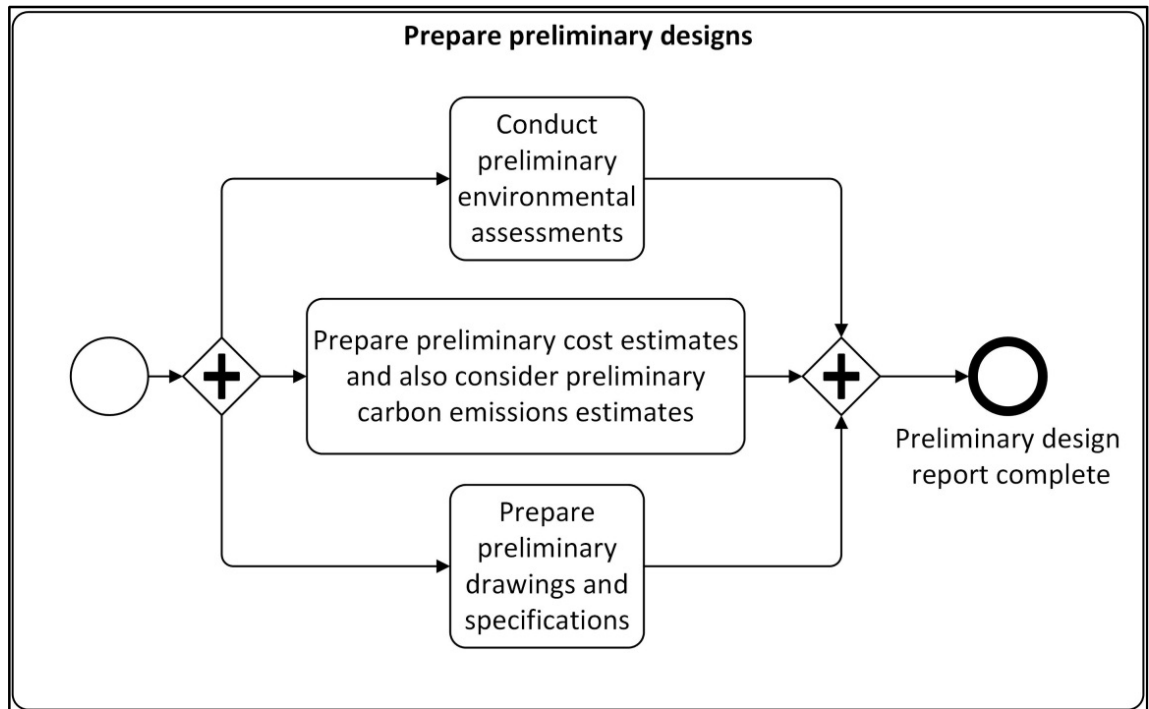 Prepare preliminary designs
Conduct
preliminary
environmental
assessments
Prepare preliminary cost estimates
and also consider preliminary
carbon emissions estimates
Prepare
preliminary
drawings and
specifications
Preliminary design
report complete